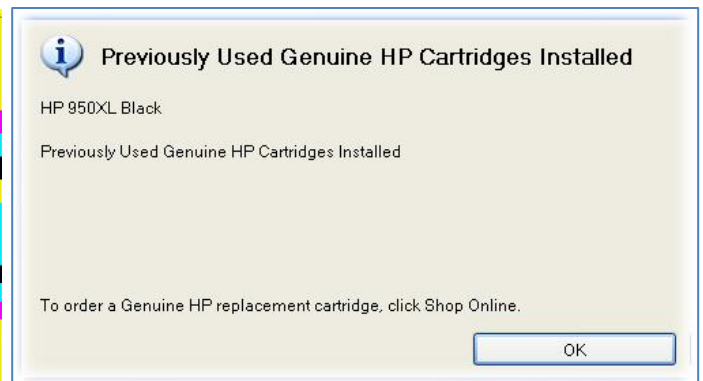 Previously Used Genuine HP Cartridges Installed
HP 950XL Black
Previously Used Genuine HP Cartridges Installed
To order a Genuine HP replacement cartridge, click Shop Online.
OK